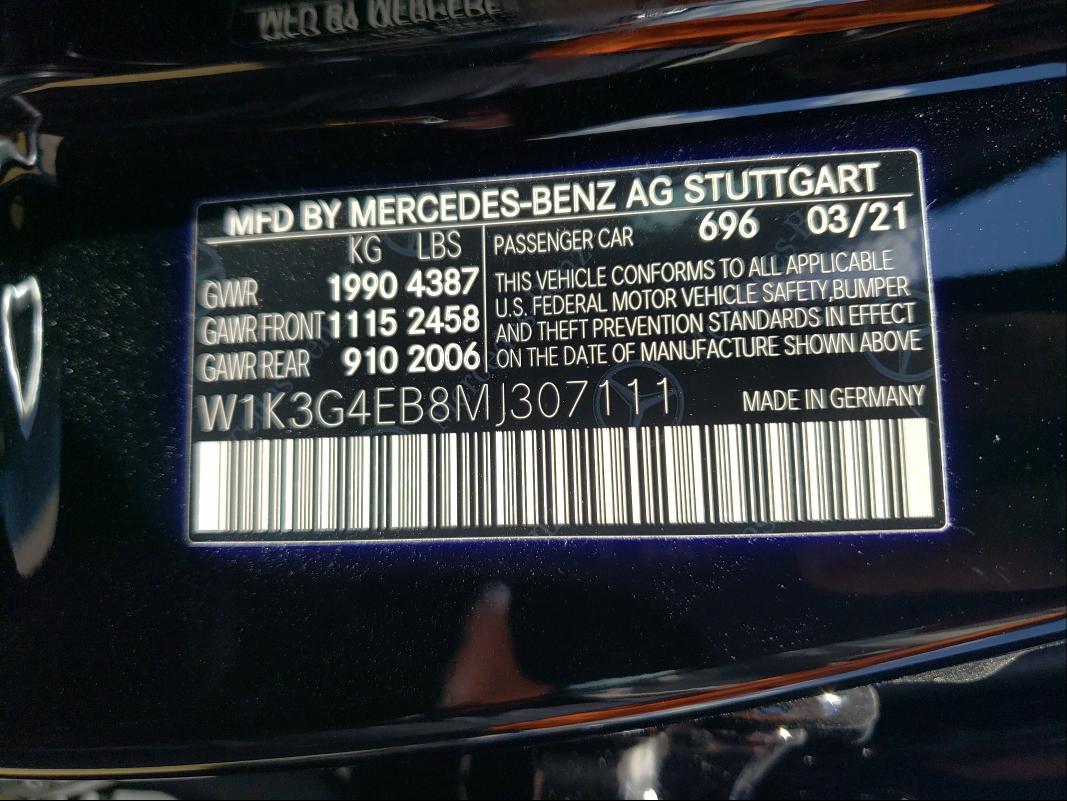 MFD BY MERCEDES-BENZ AG STUTTGART
KG LBS
GVWR 1990 4387
GAWR FRONT 1115 2458
GAWR REAR 910 2006
PASSENGER CAR 696 03/21
THIS VEHICLE CONFORMS TO ALL APPLICABLE
U.S. FEDERAL MOTOR VEHICLE SAFETY, BUMPER
AND THEFT PREVENTION STANDARDS IN EFFECT
ON THE DATE OF MANUFACTURE SHOWN ABOVE
W1K3G4EB8MJ307111 MADE IN GERMANY